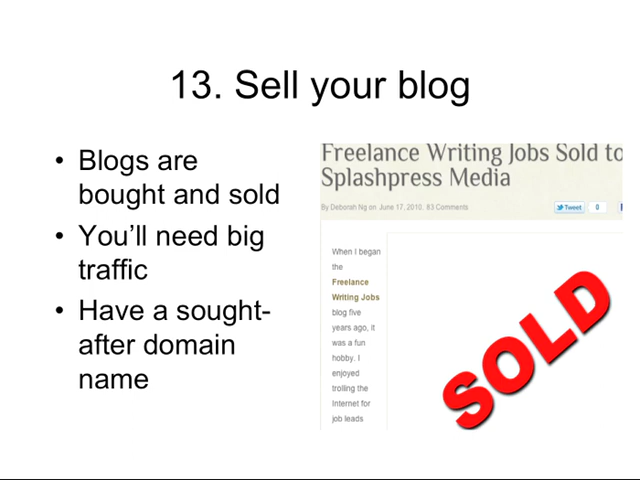 13. Sell your blog
• Blogs are
bought and sold
• You’ll need big
traffic
• Have a sought-
after domain
name
Freelance Writing Jobs Sold to
Splashpress Media
By Deborah Ng on June 17, 2010. 83 Comments
Tweet 0
When I began
the
Freelance
Writing Jobs
blog five
years ago, it
was a fun
hobby. I
enjoyed
trolling the
Internet for
job leads
SOLD